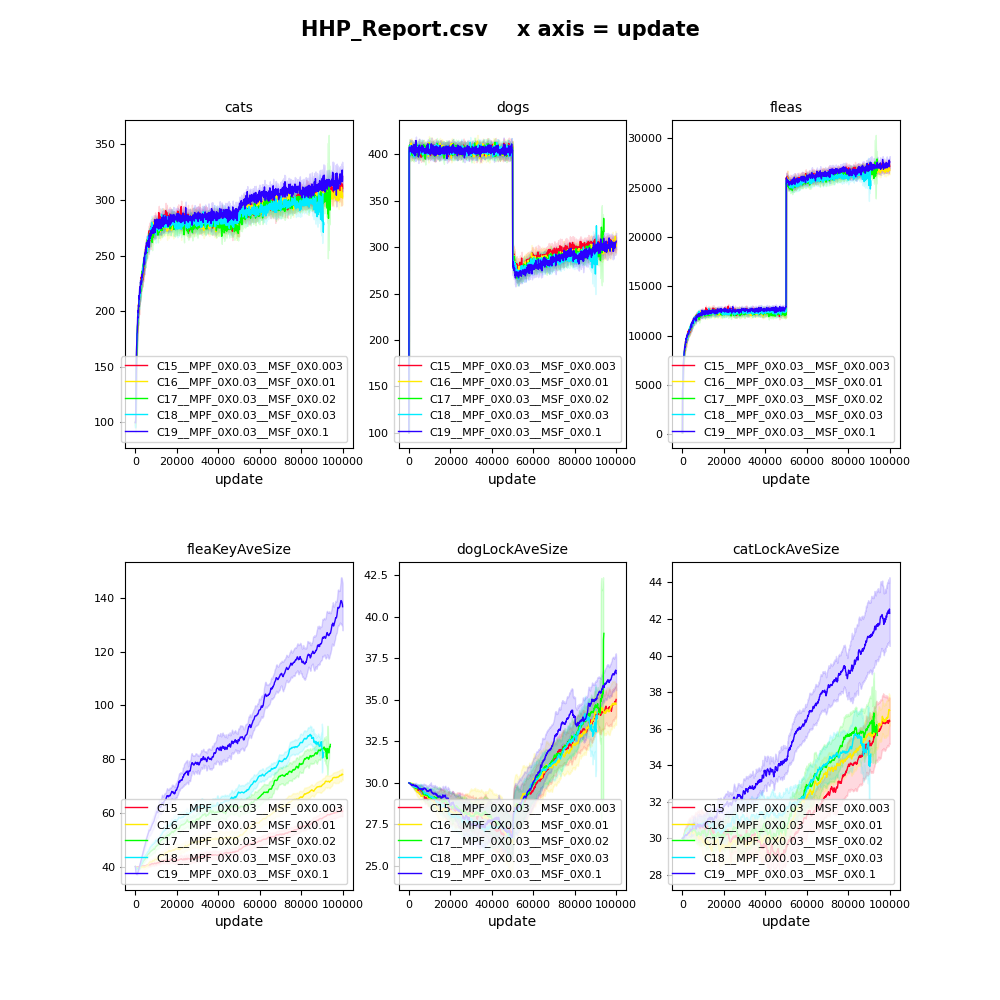 HHP_Report.csv    x axis = update
cats
350
300
250
200
150
100
C15__MPF_0X0.03__MSF_0X0.003
C16__MPF_0X0.03__MSF_0X0.01
C17__MPF_0X0.03__MSF_0X0.02
C18__MPF_0X0.03__MSF_0X0.03
C19__MPF_0X0.03__MSF_0X0.1
0 20000 40000 60000 80000 100000
update
dogs
400
350
300
250
200
150
100
C15__MPF_0X0.03__MSF_0X0.003
C16__MPF_0X0.03__MSF_0X0.01
C17__MPF_0X0.03__MSF_0X0.02
C18__MPF_0X0.03__MSF_0X0.03
C19__MPF_0X0.03__MSF_0X0.1
0 20000 40000 60000 80000 100000
update
fleas
30000
25000
20000
15000
10000
5000
0
C15__MPF_0X0.03__MSF_0X0.003
C16__MPF_0X0.03__MSF_0X0.01
C17__MPF_0X0.03__MSF_0X0.02
C18__MPF_0X0.03__MSF_0X0.03
C19__MPF_0X0.03__MSF_0X0.1
0 20000 40000 60000 80000 100000
update
fleaKeyAveSize
140
120
100
80
60
40
C15__MPF_0X0.03__MSF_0X0.003
C16__MPF_0X0.03__MSF_0X0.01
C17__MPF_0X0.03__MSF_0X0.02
C18__MPF_0X0.03__MSF_0X0.03
C19__MPF_0X0.03__MSF_0X0.1
0 20000 40000 60000 80000 100000
update
dogLockAveSize
42.5
40.0
37.5
35.0
32.5
30.0
27.5
25.0
C15__MPF_0X0.03__MSF_0X0.003
C16__MPF_0X0.03__MSF_0X0.01
C17__MPF_0X0.03__MSF_0X0.02
C18__MPF_0X0.03__MSF_0X0.03
C19__MPF_0X0.03__MSF_0X0.1
0 20000 40000 60000 80000 100000
update
catLockAveSize
44
42
40
38
36
34
32
30
28
C15__MPF_0X0.03__MSF_0X0.003
C16__MPF_0X0.03__MSF_0X0.01
C17__MPF_0X0.03__MSF_0X0.02
C18__MPF_0X0.03__MSF_0X0.03
C19__MPF_0X0.03__MSF_0X0.1
0 20000 40000 60000 80000 100000
update